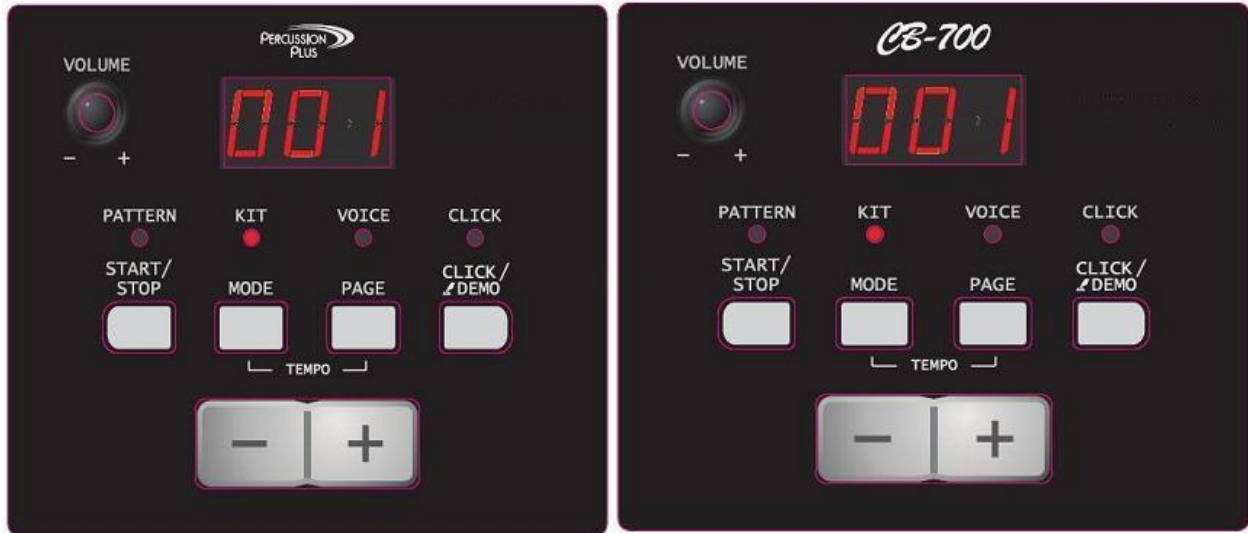 PERCUSSION
PLUS
VOLUME
001
- +
PATTERN KIT VOICE CLICK
START/
STOP
MODE
PAGE
CLICK/
DEMO
TEMPO
- +
CB-700
VOLUME
001
- +
PATTERN KIT VOICE CLICK
START/
STOP
MODE
PAGE
CLICK/
DEMO
TEMPO
- +